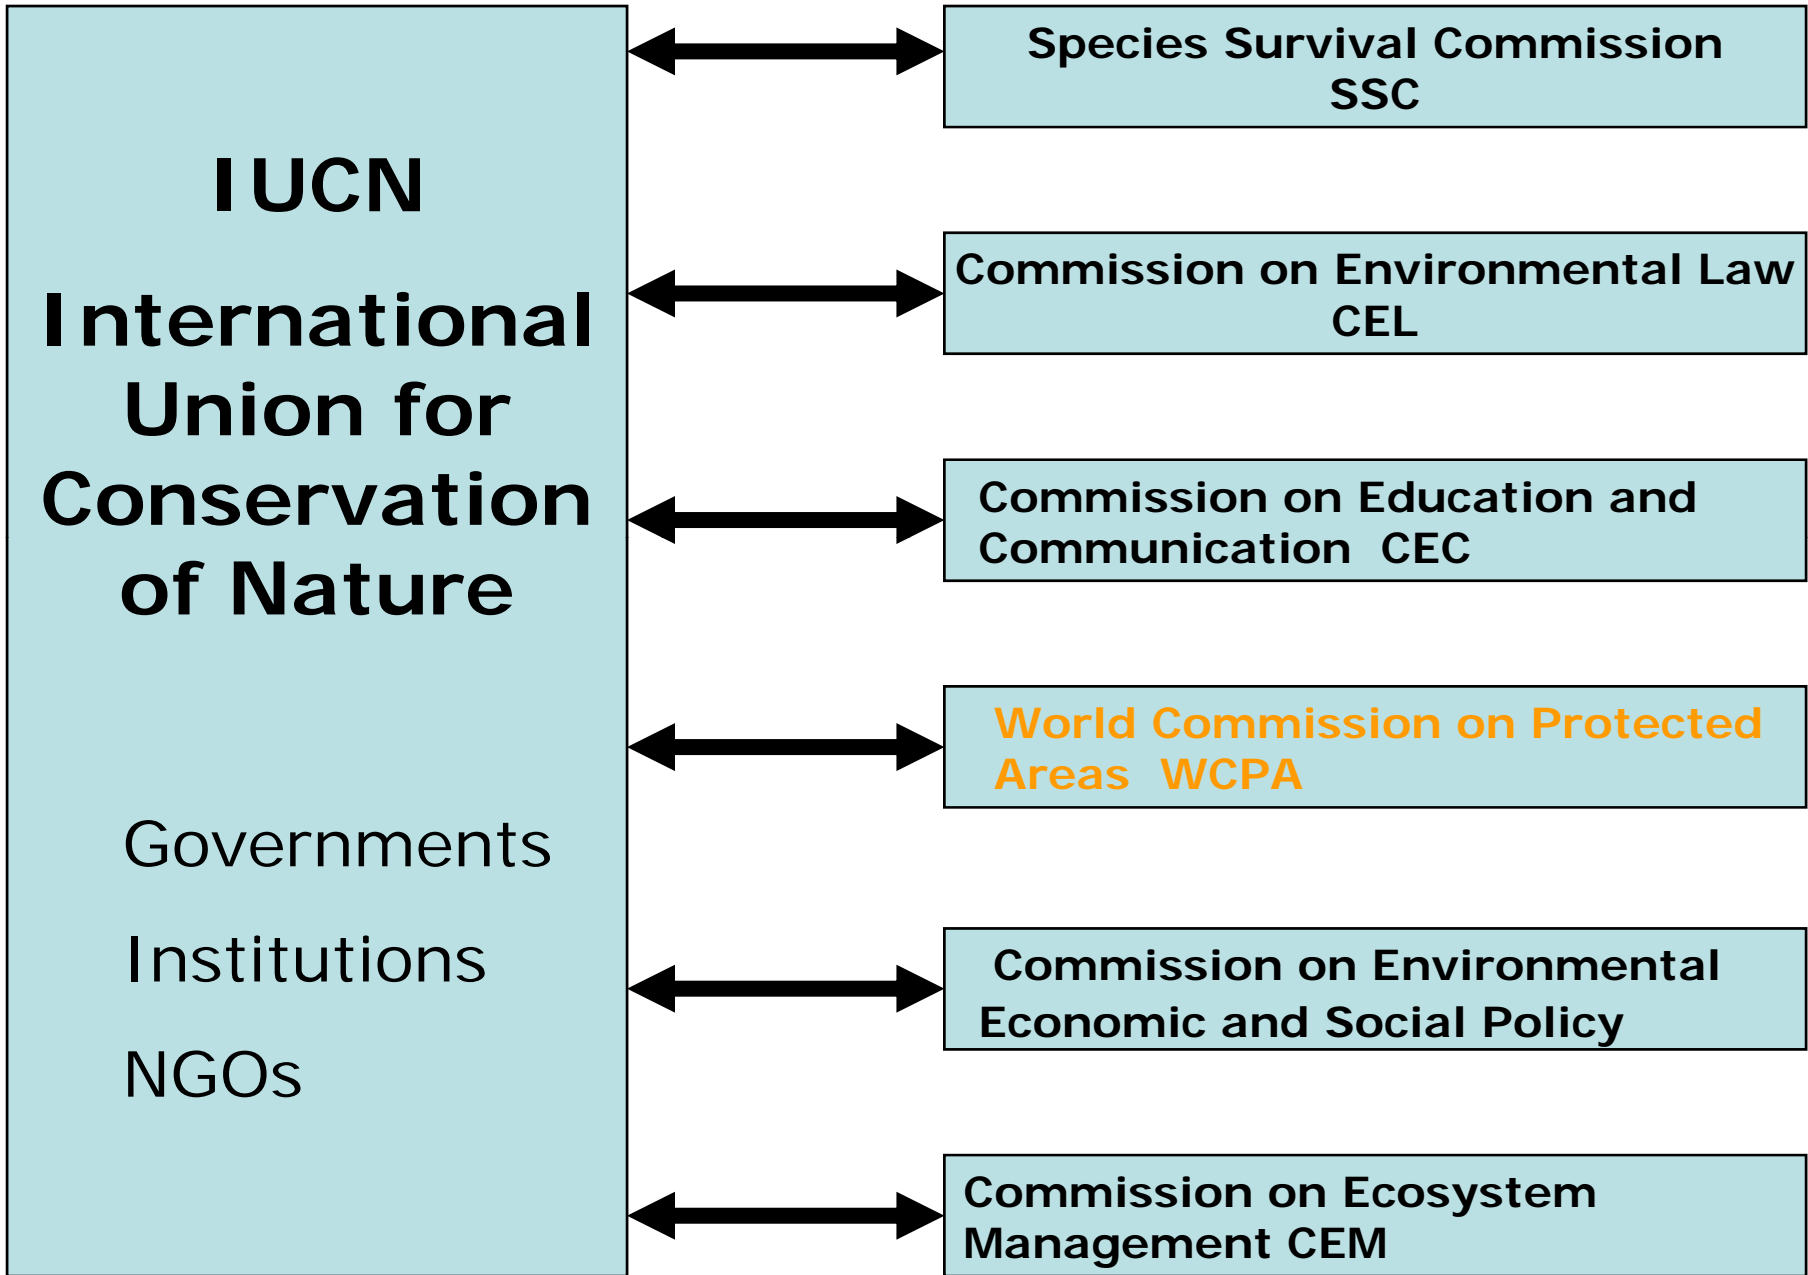 IUCN
International
Union for
Conservation
of Nature
Governments
Institutions
NGOs
Species Survival Commission
SSC
Commission on Environmental Law
CEL
Commission on Education and
Communication CEC
World Commission on Protected
Areas WCPA
Commission on Environmental
Economic and Social Policy
Commission on Ecosystem
Management CEM